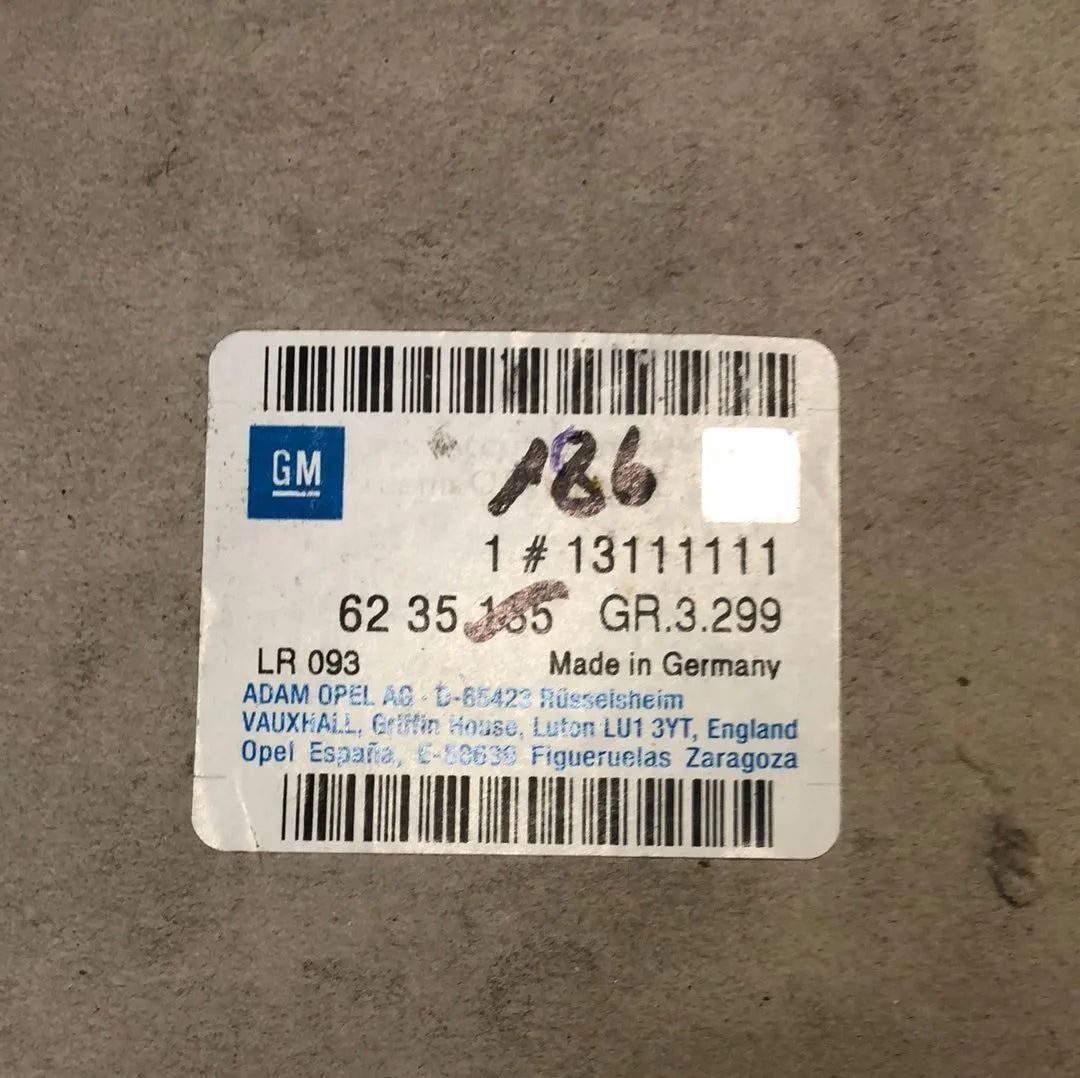 186
GM
1 # 13111111
62 35 GR.3.299
LR 093 Made in Germany
ADAM OPEL AG - D-65423 Rüsselsheim
VAUXHALL, Griffin House, Luton LU1 3YT, England
Opel España, E-50639 Figueruelas Zaragoza